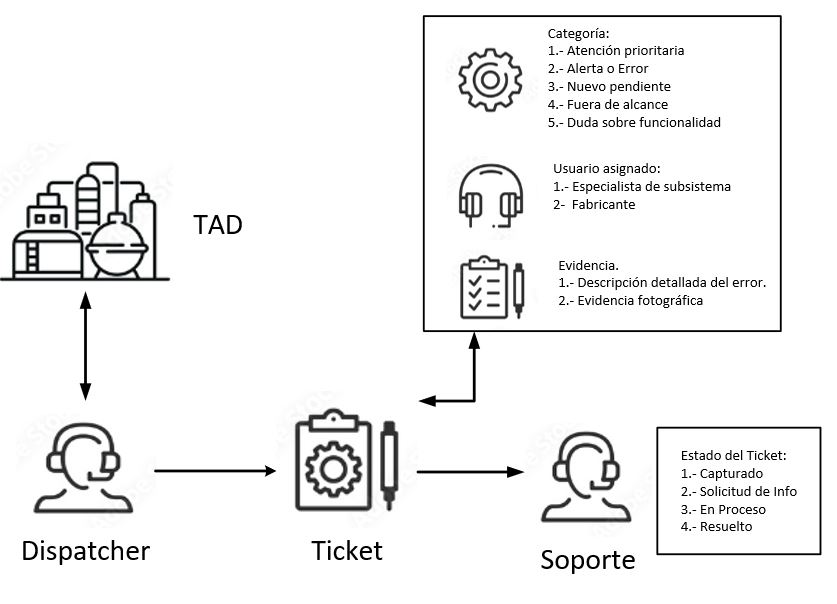 Categoría:
1.- Atención prioritaria
2.- Alerta o Error
3.- Nuevo pendiente
4.- Fuera de alcance
5.- Duda sobre funcionalidad
Usuario asignado:
1.- Especialista de subsistema
2-  Fabricante
Evidencia.
1.- Descripción detallada del error.
2.- Evidencia fotográfica
TAD
Dispatcher
Ticket
Soporte
Estado del Ticket:
1.- Capturado
2.- Solicitud de Info
3.- En Proceso
4.- Resuelto